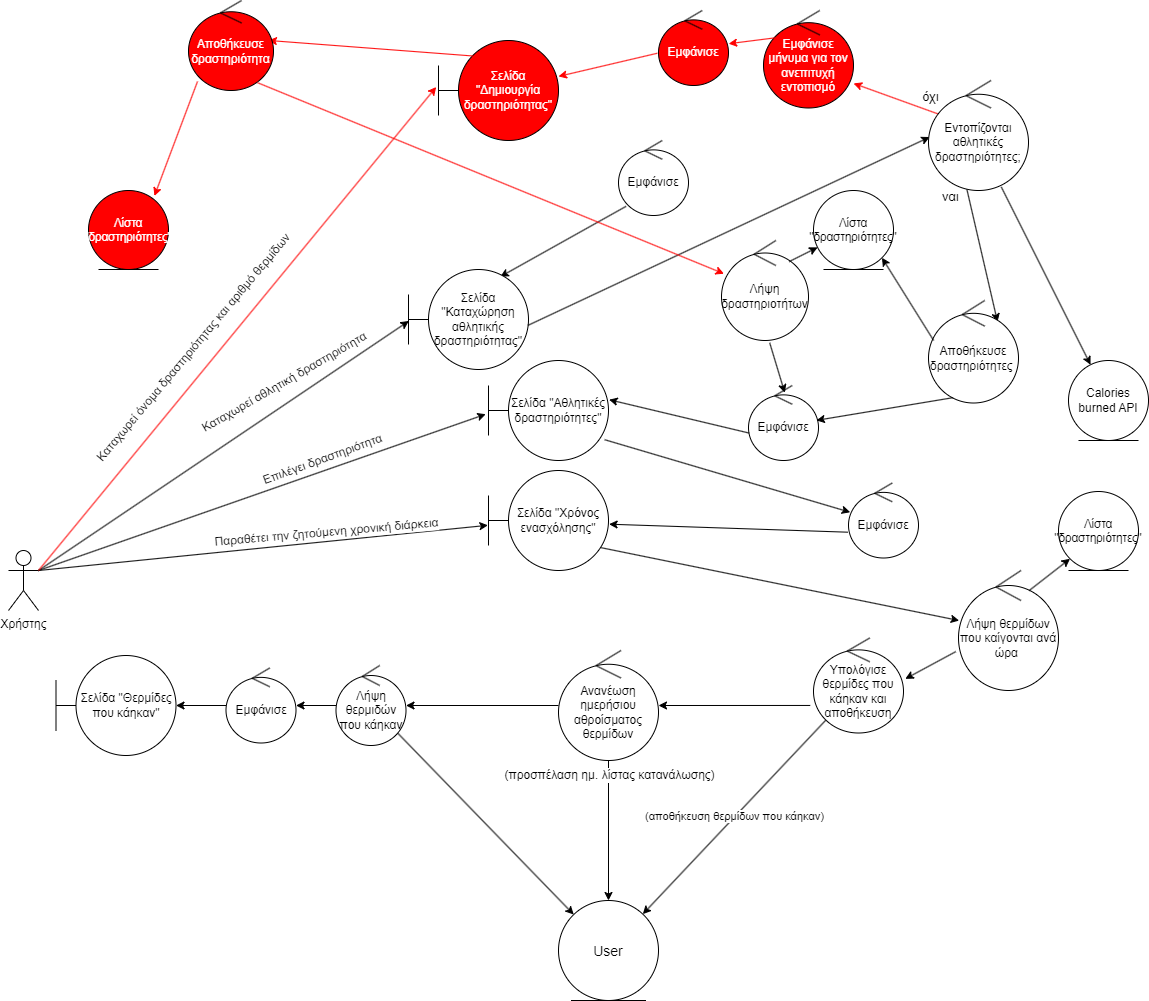 Αποθήκευσε
δραστηριότητα
Σελίδα
"Δημιουργία
δραστηριότητας"
Εμφάνισε
Εμφάνισε
μήνυμα για τον
ανεπιτυχή
εντοπισμό
όχι
Εντοπίζονται
αθλητικές
δραστηριότητες;
ναι
Λίστα
δραστηριότητες
Εμφάνισε
Λίστα
"δραστηριότητες"
Καταχωρεί όνομα δραστηριότητας και αριθμό θερμίδων
Σελίδα
"Καταχώρηση
αθλητικής
δραστηριότητας"
Λήψη
δραστηριοτήτων
Καταχωρεί αθλητική δραστηριότητα
Αποθήκευσε
δραστηριότητες
Calories
burned API
Σελίδα "Αθλητικές
δραστηριότητες"
Εμφάνισε
Επιλέγει δραστηριότητα
Σελίδα "Χρόνος
ενασχόλησης"
Εμφάνισε
Λίστα
"δραστηριότητες"
Παραθέτει την ζητούμενη χρονική διάρκεια
Χρήστης
Λήψη θερμίδων
που καίγονται ανά
ώρα
Σελίδα "Θερμίδες
που κάηκαν"
Εμφάνισε
Λήψη
θερμιδών
που κάηκαν
Ανανέωση
ημερήσιου
αθροίσματος
θερμίδων
Υπολόγισε
θερμίδες που
κάηκαν και
αποθήκευση
(προσπέλαση ημ. λίστας κατανάλωσης)
(αποθήκευση θερμίδων που κάηκαν)
User